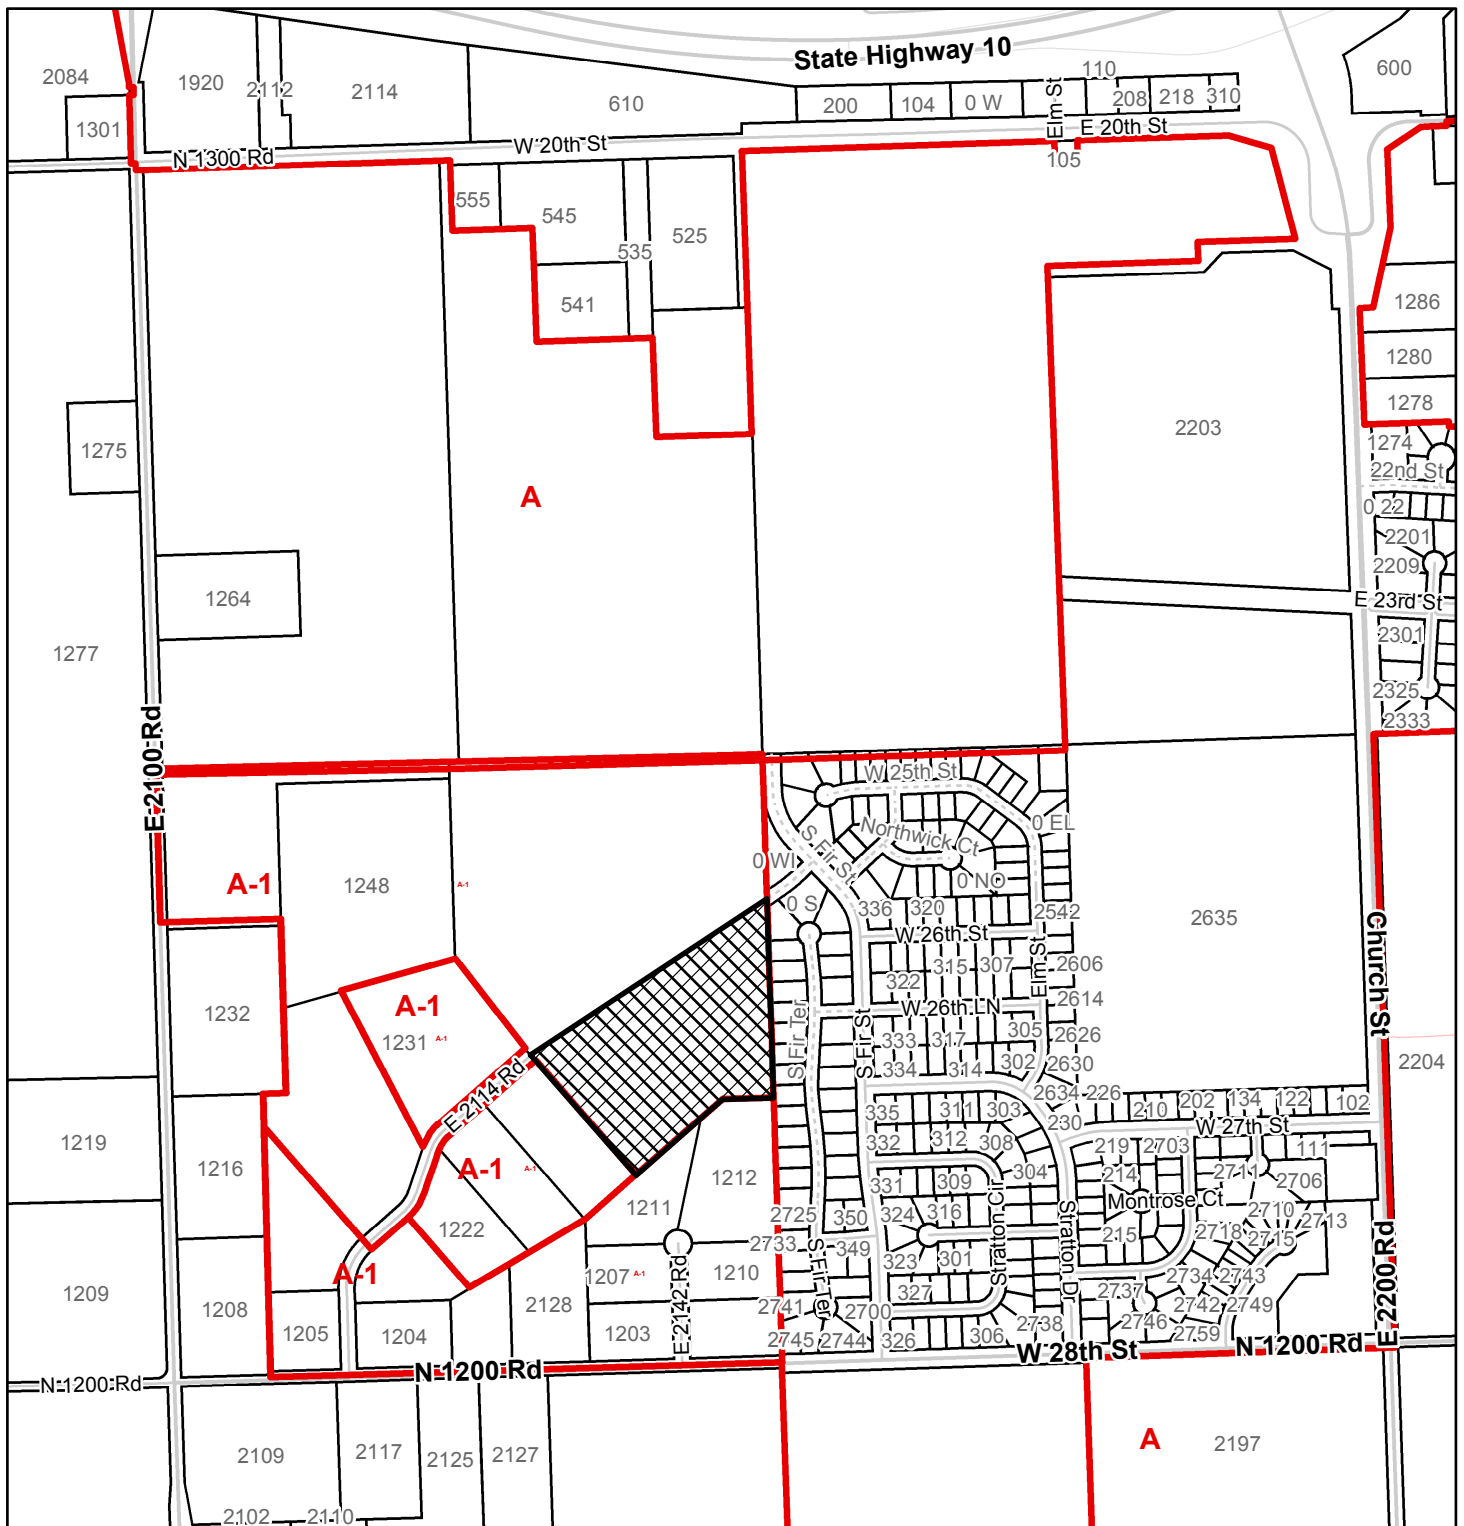 State Highway 10
2084
1920
2112
2114
610
110
600
200
104
0 W
Elm St
208
218
310
1301
E 20th St
W 20th St
N 1300 Rd
105
555
545
535
525
541
1286
1280
1278
1275
2203
1274
22nd St
0 22
A
2201
2209
1264
E 23rd St
2301
1277
2325
2333
E 2100 Rd
W 25th St
0 EL
Northwick Ct
S Fir St
0 WI
A-1
1248
A-1
0 NO
0 S
336
320
2542
2635
W 26th St
Elm St
315
307
2606
322
Church St
A-1
1232
2614
W 26th LN
S Fir Ter
S Fir St
1231
A-1
333
317
305
2626
334
314
302
2630
2204
E 2114 Rd
2634
226
202
134
122
102
210
335
311
303
230
W 27th St
1219
332
312
308
219
2703
111
A-1
A-1
1216
1212
331
309
304
214
2711
2706
Montrose Ct
1211
2725
350
324
316
2710
2713
1222
2733
349
Stratton Cir
Stratton Dr
215
2718
2715
S Fir Ter
323
301
E 2200 Rd
A-1
1207
A-1
1210
E 2142 Rd
327
2734
2743
2737
1209
1208
2128
2741
2700
2742
2749
1205
1204
1203
2745
2744
326
306
2738
2746
2759
W 28th St
N 1200 Rd
N 1200 Rd
N 1200 Rd
A
2197
2109
2117
2125
2127
2102
2110